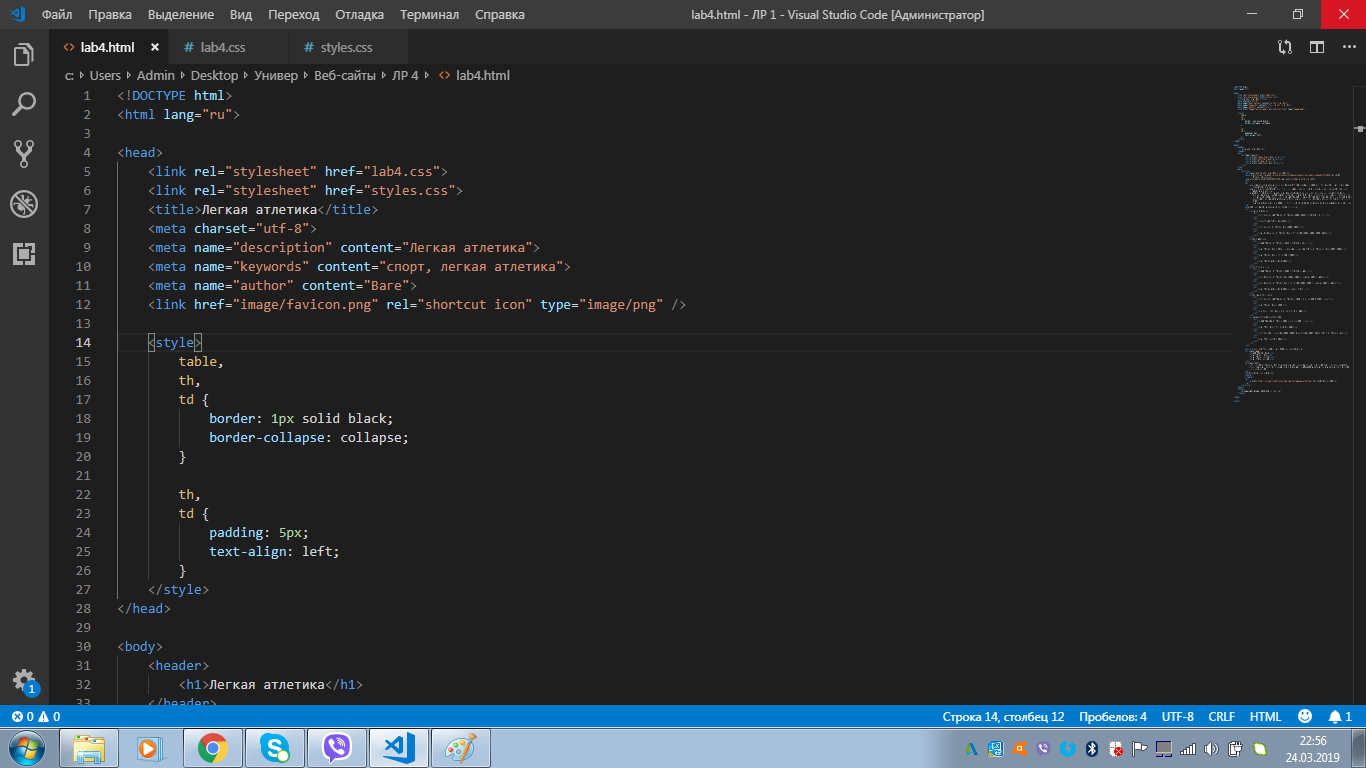 Файл Правка Выделение Вид Переход Отладка Терминал Справка lab4.html - ЛР 1 - Visual Studio Code [Администратор]
lab4.html lab4.css styles.css
c: Users Admin Desktop Универ Веб-сайты ЛР 4 lab4.html
1 <!DOCTYPE html>
2 <html lang="ru">
3
4 <head>
5 <link rel="stylesheet" href="lab4.css">
6 <link rel="stylesheet" href="styles.css">
7 <title>Легкая атлетика</title>
8 <meta charset="utf-8">
9 <meta name="description" content="Легкая атлетика">
10 <meta name="keywords" content="спорт, легкая атлетика">
11 <meta name="author" content="Ваге">
12 <link href="image/favicon.png" rel="shortcut icon" type="image/png" />
13
14 <style>
15 table,
16 th,
17 td {
18 border: 1px solid black;
19 border-collapse: collapse;
20 }
21
22 th,
23 td {
24 padding: 5px;
25 text-align: left;
26 }
27 </style>
28 </head>
29
30 <body>
31 <header>
32 <h1>Легкая атлетика</h1>
33 </header>
1
0 0 Строка 14, столбец 12 Пробелов: 4 UTF-8 CRLF HTML 1
22:56
24.03.2019